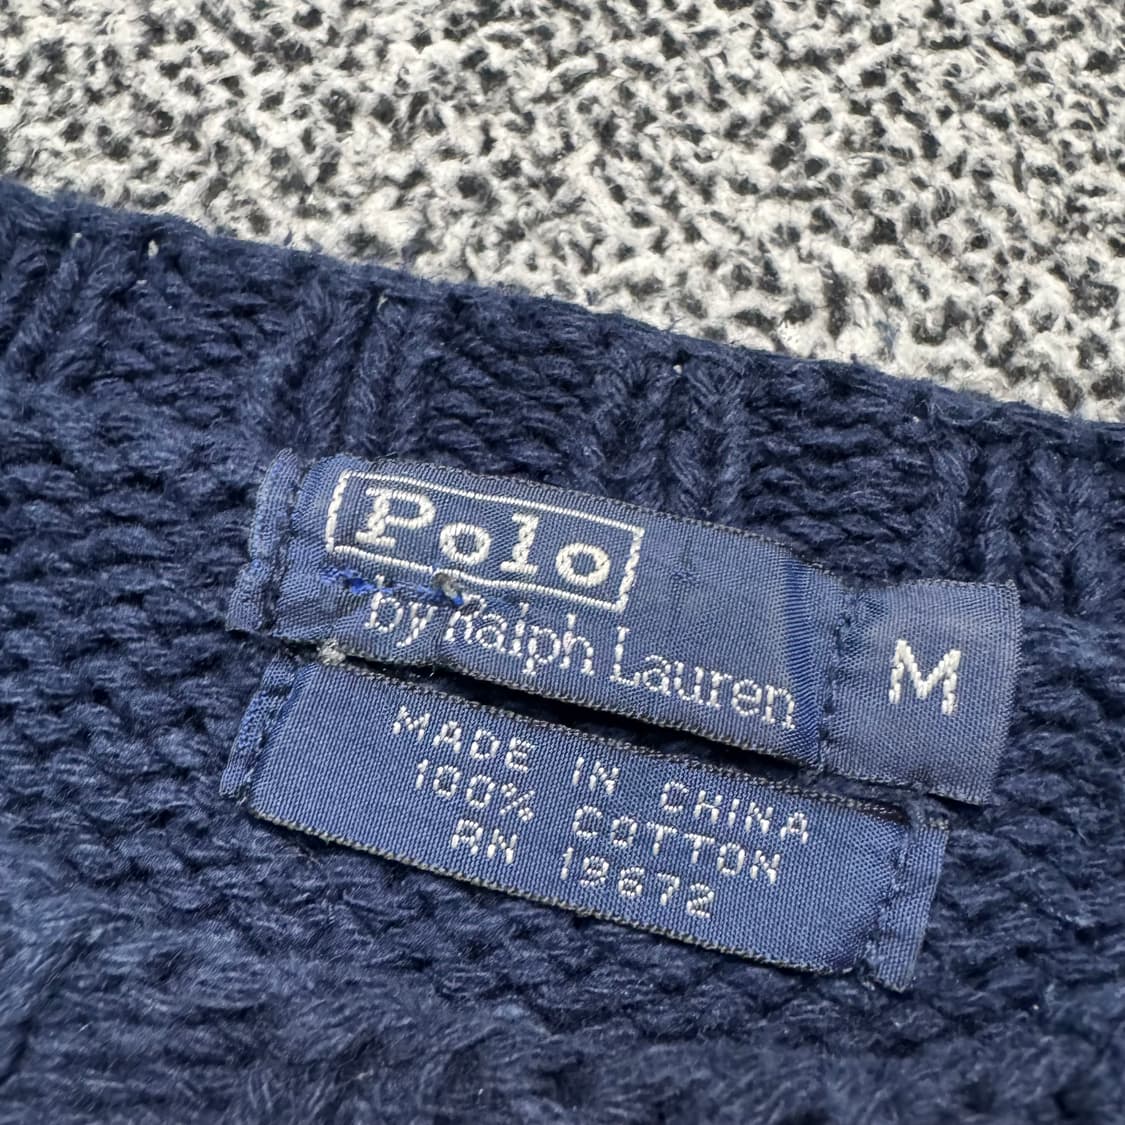 Polo
by Ralph Lauren
M
MADE IN CHINA
100% COTTON
RN 19672